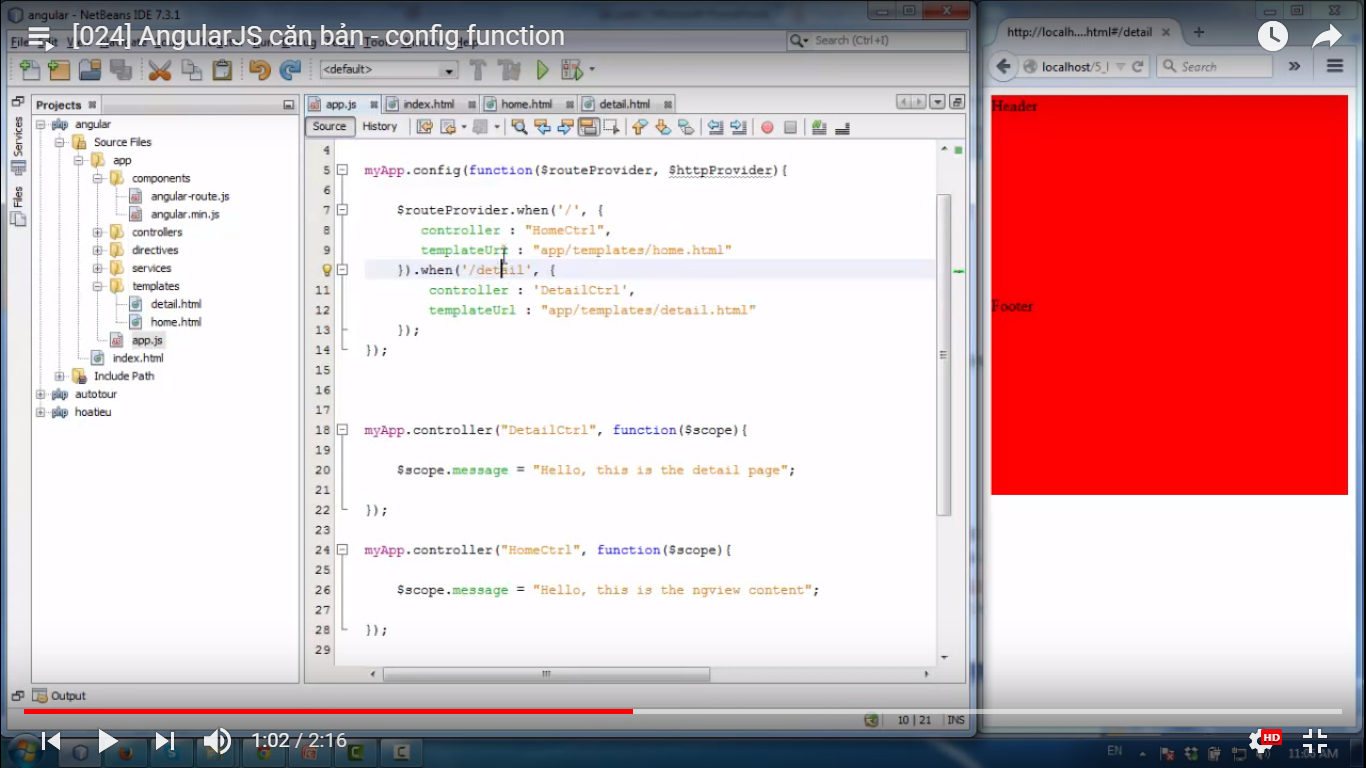 angular - NetBeans IDE 7.3.1
[024] AngularJS căn bản - config function
Search (Ctrl+I)
<default>
Projects
angular
Source Files
app
components
angular-route.js
angular.min.js
controllers
directives
services
templates
detail.html
home.html
app.js
index.html
Include Path
autotour
hoatieu
Services
Files
app.js index.html home.html detail.html
Source History
4
5 myApp.config(function($routeProvider, $httpProvider){
6
7 $routeProvider.when('/', {
8 controller : "HomeCtrl",
9 templateUrl : "app/templates/home.html"
}).when('/detail', {
11 controller : 'DetailCtrl',
12 templateUrl : "app/templates/detail.html"
13 });
14 });
15
16
17
18 myApp.controller("DetailCtrl", function($scope){
19
20 $scope.message = "Hello, this is the detail page";
21
22 });
23
24 myApp.controller("HomeCtrl", function($scope){
25
26 $scope.message = "Hello, this is the ngview content";
27
28 });
29
Output
10 | 21 INS
http://localh....html#/detail
localhost/5_
Search
Header
Footer
1:02 / 2:16
HD
EN